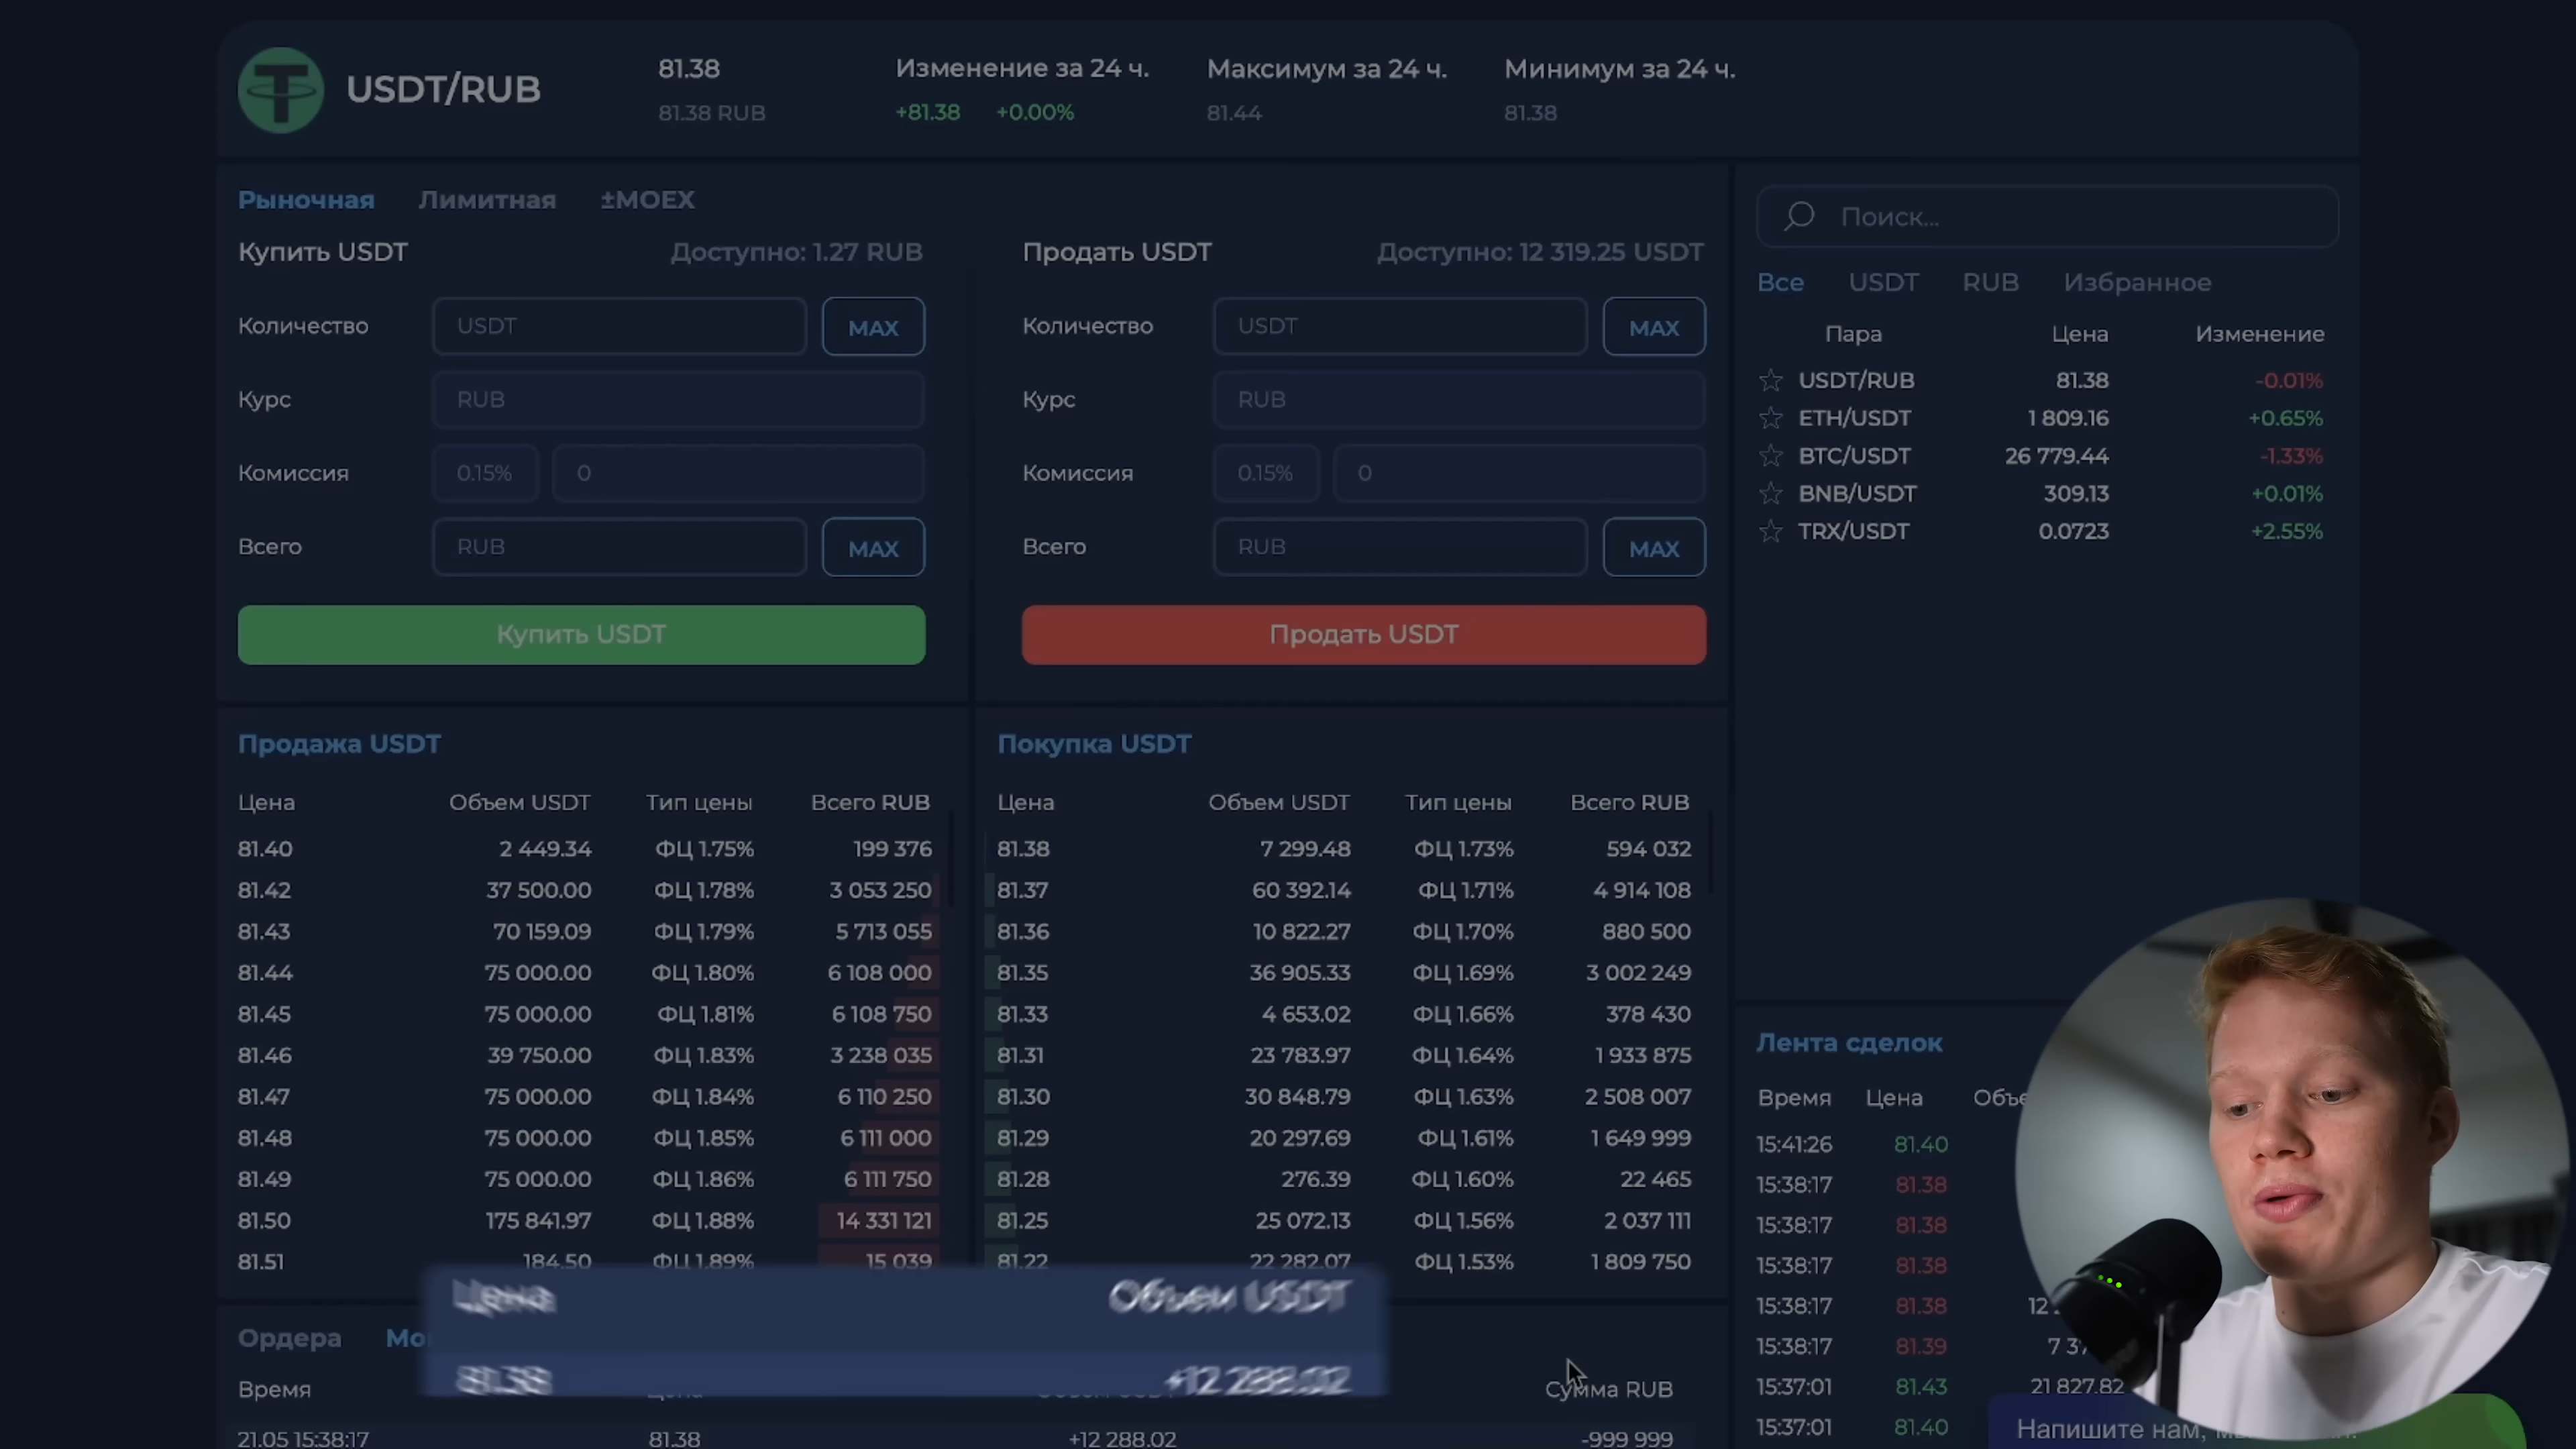 USDT/RUB
81.38
81.38 RUB
Изменение за 24 ч.
+81.38 +0.00%
Максимум за 24 ч.
81.44
Минимум за 24 ч.
81.38
Рыночная Лимитная ±MOEX
Купить USDT Доступно: 1.27 RUB
Количество USDT MAX
Курс RUB
Комиссия 0.15% 0
Всего RUB MAX
Купить USDT
Продать USDT Доступно: 12 319.25 USDT
Количество USDT MAX
Курс RUB
Комиссия 0.15% 0
Всего RUB MAX
Продать USDT
Поиск...
Все USDT RUB Избранное
Пара Цена Изменение
USDT/RUB 81.38 -0.01%
ETH/USDT 1 809.16 +0.65%
BTC/USDT 26 779.44 -1.33%
BNB/USDT 309.13 +0.01%
TRX/USDT 0.0723 +2.55%
Продажа USDT
Цена Объем USDT Тип цены Всего RUB
81.40 2 449.34 ФЦ 1.75% 199 376
81.42 37 500.00 ФЦ 1.78% 3 053 250
81.43 70 159.09 ФЦ 1.79% 5 713 055
81.44 75 000.00 ФЦ 1.80% 6 108 000
81.45 75 000.00 ФЦ 1.81% 6 108 750
81.46 39 750.00 ФЦ 1.83% 3 238 035
81.47 75 000.00 ФЦ 1.84% 6 110 250
81.48 75 000.00 ФЦ 1.85% 6 111 000
81.49 75 000.00 ФЦ 1.86% 6 111 750
81.50 175 841.97 ФЦ 1.88% 14 331 121
81.51 184.50 ФЦ 1.89% 15 039
Покупка USDT
Цена Объем USDT Тип цены Всего RUB
81.38 7 299.48 ФЦ 1.73% 594 032
81.37 60 392.14 ФЦ 1.71% 4 914 108
81.36 10 822.27 ФЦ 1.70% 880 500
81.35 36 905.33 ФЦ 1.69% 3 002 249
81.33 4 653.02 ФЦ 1.66% 378 430
81.31 23 783.97 ФЦ 1.64% 1 933 875
81.30 30 848.79 ФЦ 1.63% 2 508 007
81.29 20 297.69 ФЦ 1.61% 1 649 999
81.28 276.39 ФЦ 1.60% 22 465
81.25 25 072.13 ФЦ 1.56% 2 037 111
81.22 22 282.07 ФЦ 1.53% 1 809 750
Лента сделок
Время Цена
15:41:26 81.40
15:38:17 81.38
15:38:17 81.38
15:38:17 81.38
15:38:17 81.38
15:38:17 81.39
15:37:01 81.43 21 827.82
15:37:01 81.40
Напишите нам,
Цена Объем USDT
81.38 +12 288.02
Ордера
Время Сумма RUB
21.05 15:38:17 81.38 +12 288.02 -999 999